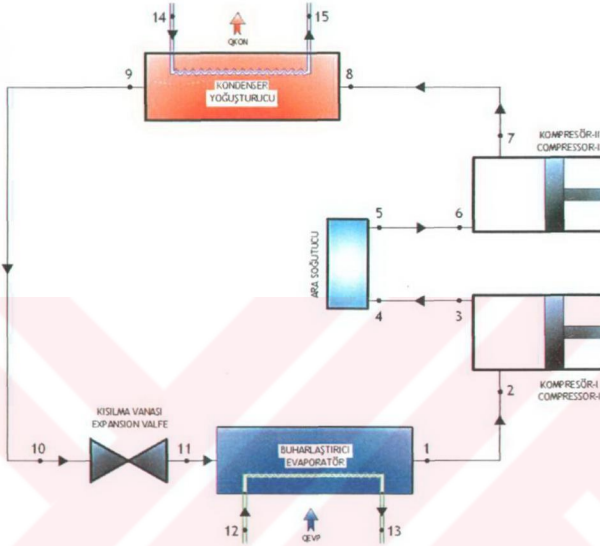 14
15
QKON
9
KONDENSER
YOĞUŞTURUCU
8
7
KOMPRESÖR-II
COMPRESSOR-I
5
6
ARA SOĞUTUCU
4
3
KOMPRESÖR-I
COMPRESSOR-I
2
KISILMA VANASI
EXPANSION VALFE
10
11
BUHARLAŞTIRICI
EVAPORATÖR
1
12
QEVP
13